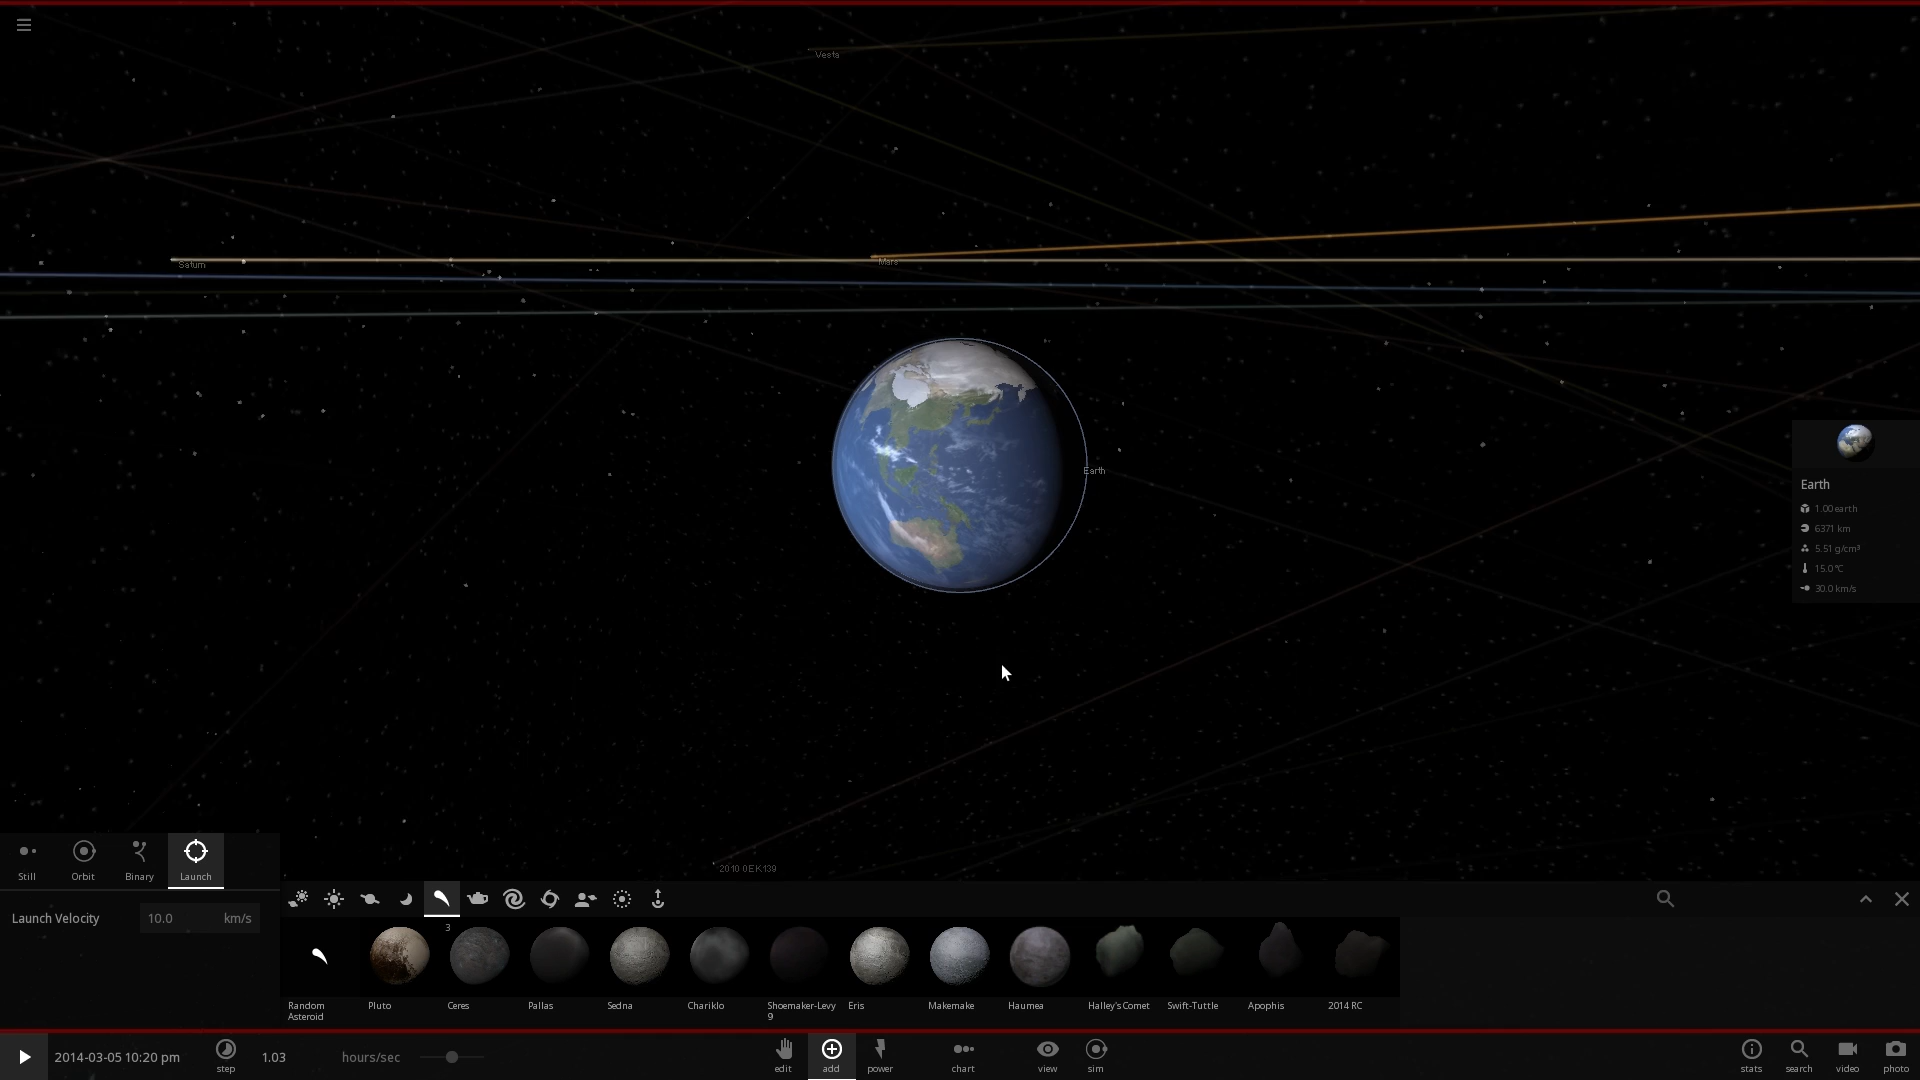 Vesta
Saturn
Mars
Earth
Earth
1.00 earth
6371 km
5.51 g/cm³
15.0 °C
30.0 km/s
2010 OEK139
Still
Orbit
Binary
Launch
Launch Velocity
10.0
km/s
3
Random Asteroid
Pluto
Ceres
Pallas
Sedna
Chariklo
Shoemaker-Levy 9
Eris
Makemake
Haumea
Halley's Comet
Swift-Tuttle
Apophis
2014 RC
2014-03-05 10:20 pm
step
1.03
hours/sec
edit
add
power
chart
view
sim
stats
search
video
photo